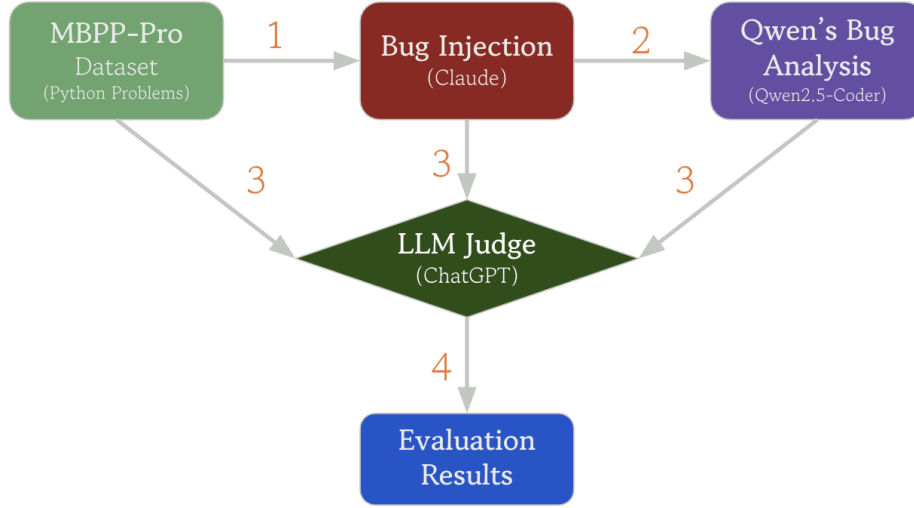 MBPP-Pro
Dataset
(Python Problems)
1
Bug Injection
(Claude)
2
Qwen's Bug
Analysis
(Qwen2.5-Coder)
3
3
3
LLM Judge
(ChatGPT)
4
Evaluation
Results